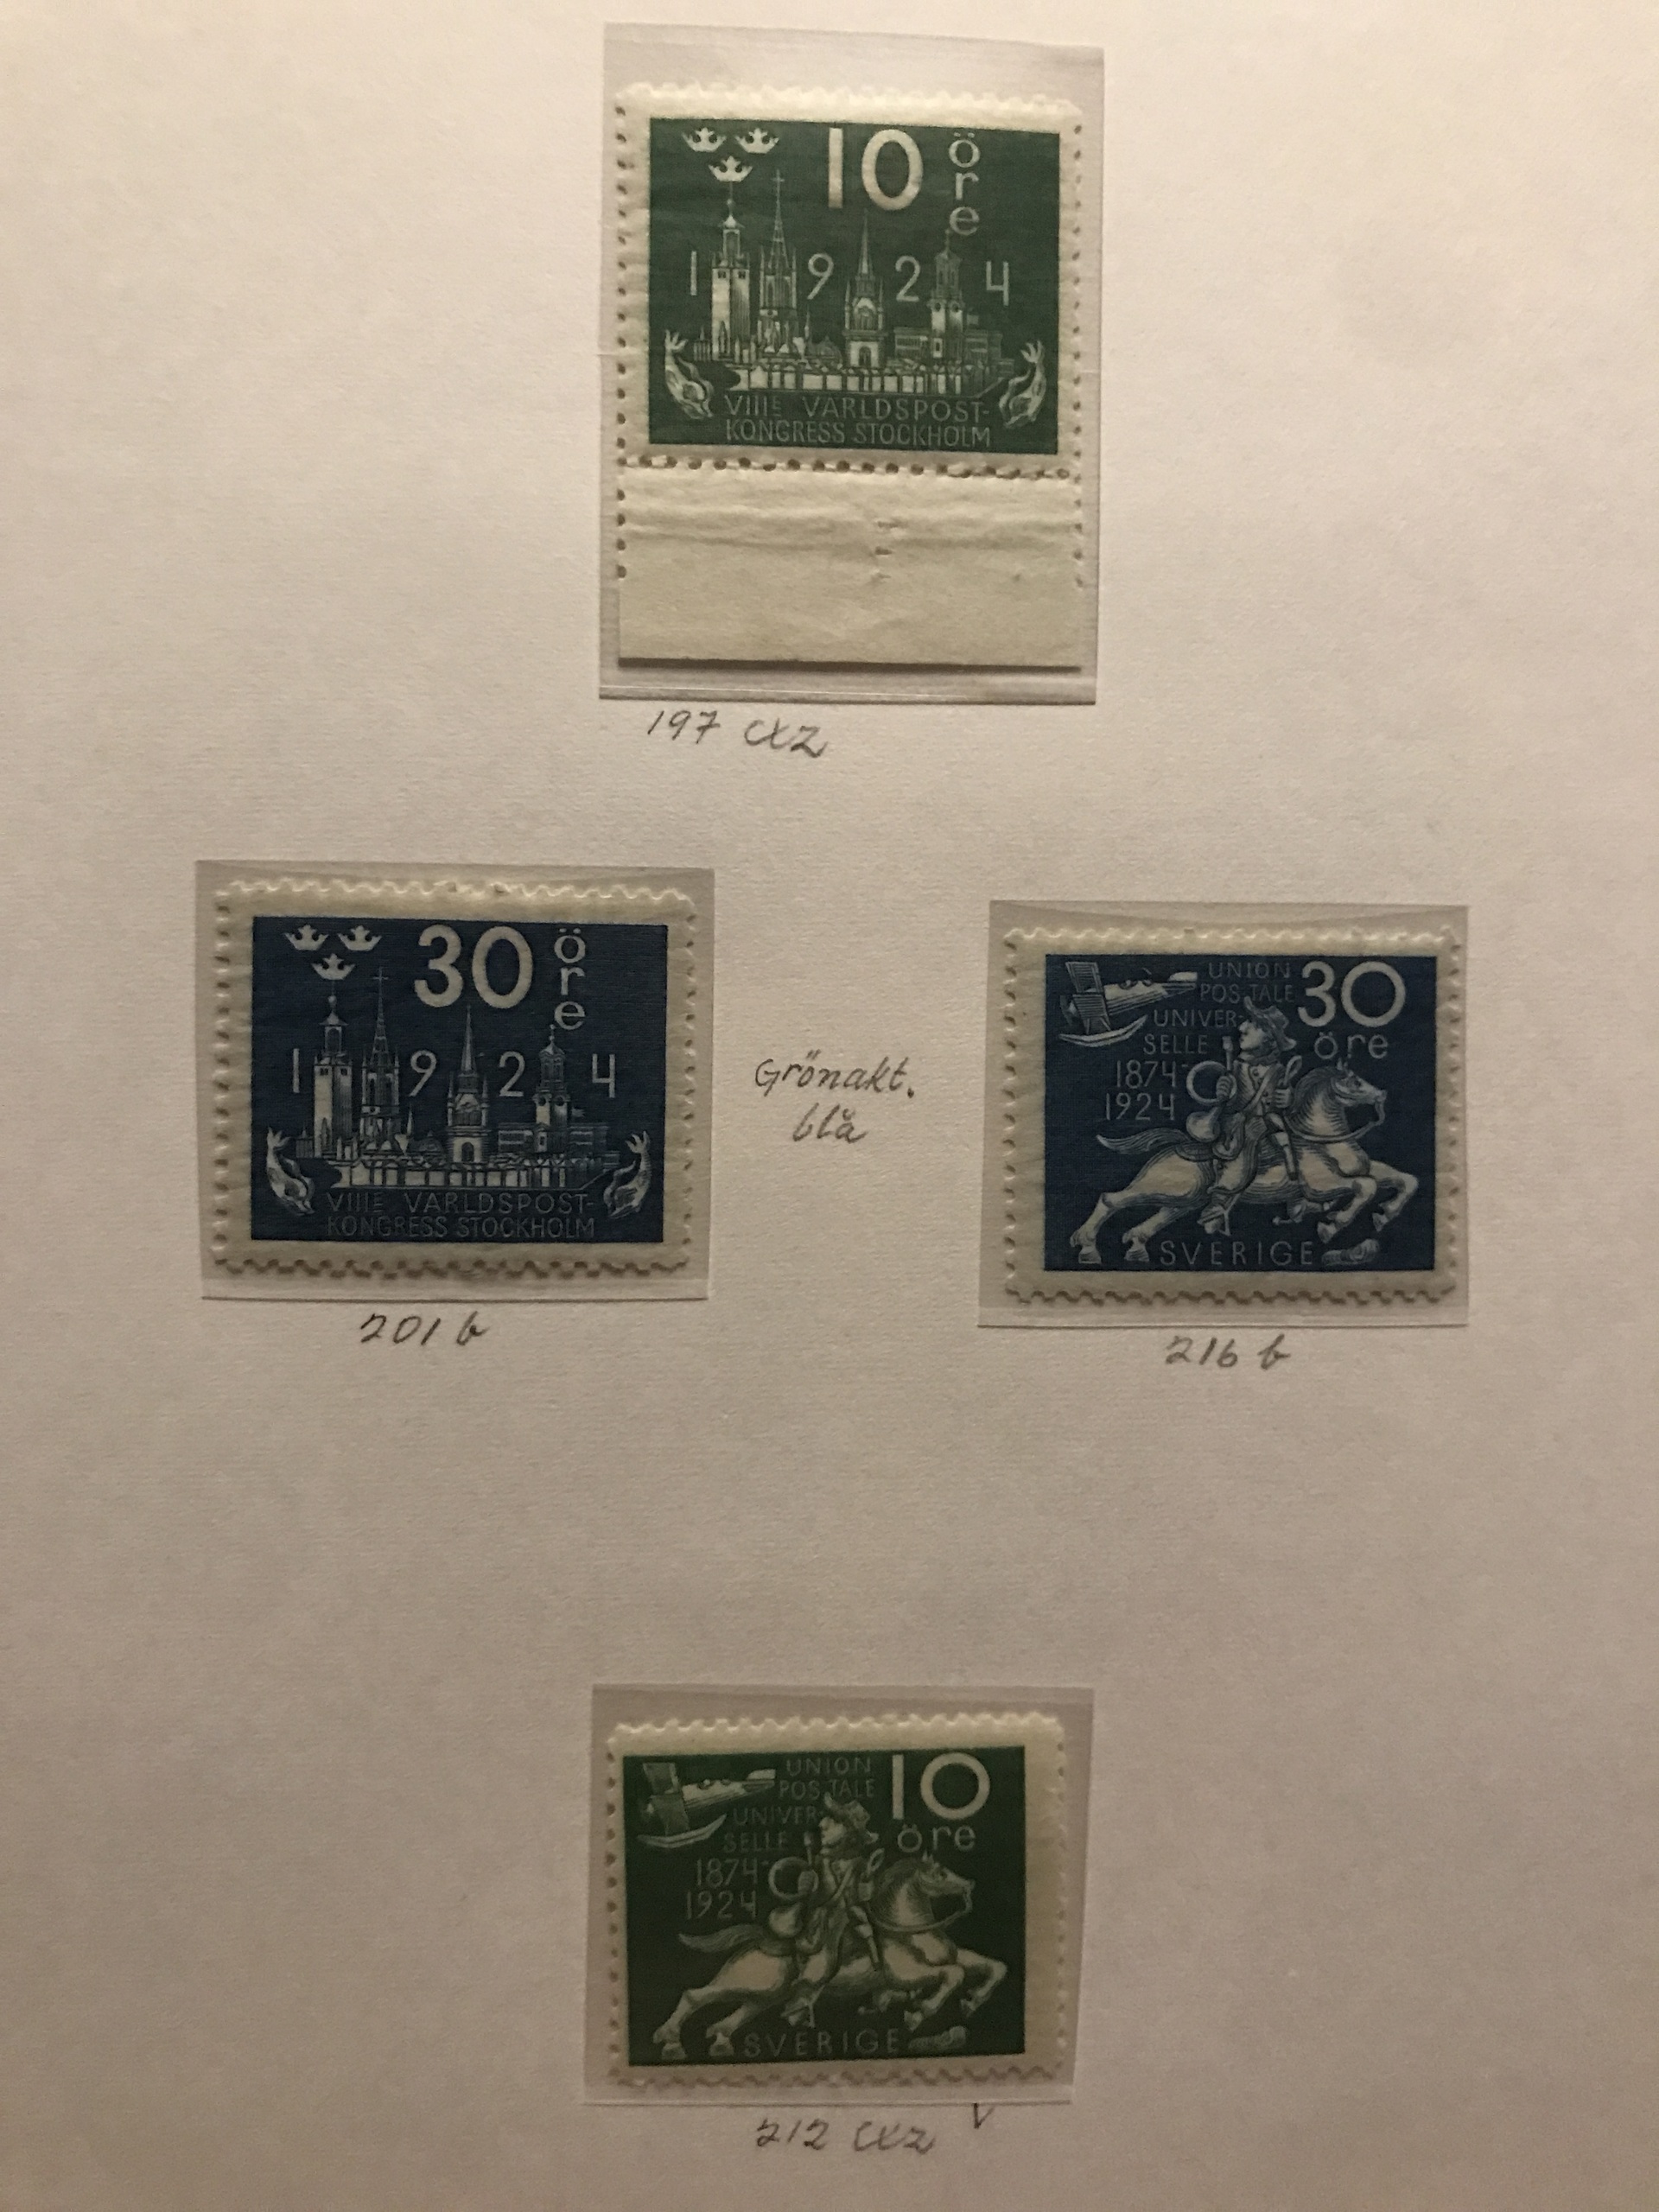 10 öre
1924
VIIIE VÄRLDSPOST-
KONGRESS STOCKHOLM
197 cxz
30 öre
1924
VIIIE VÄRLDSPOST-
KONGRESS STOCKHOLM
201 b
Grönakt.
blå
UNION
POSTALE
UNIVER-
SELLE
1874-
1924
30
öre
SVERIGE
216 b
UNION
POSTALE
UNIVER-
SELLE
1874-
1924
10
öre
SVERIGE
212 cxz
V